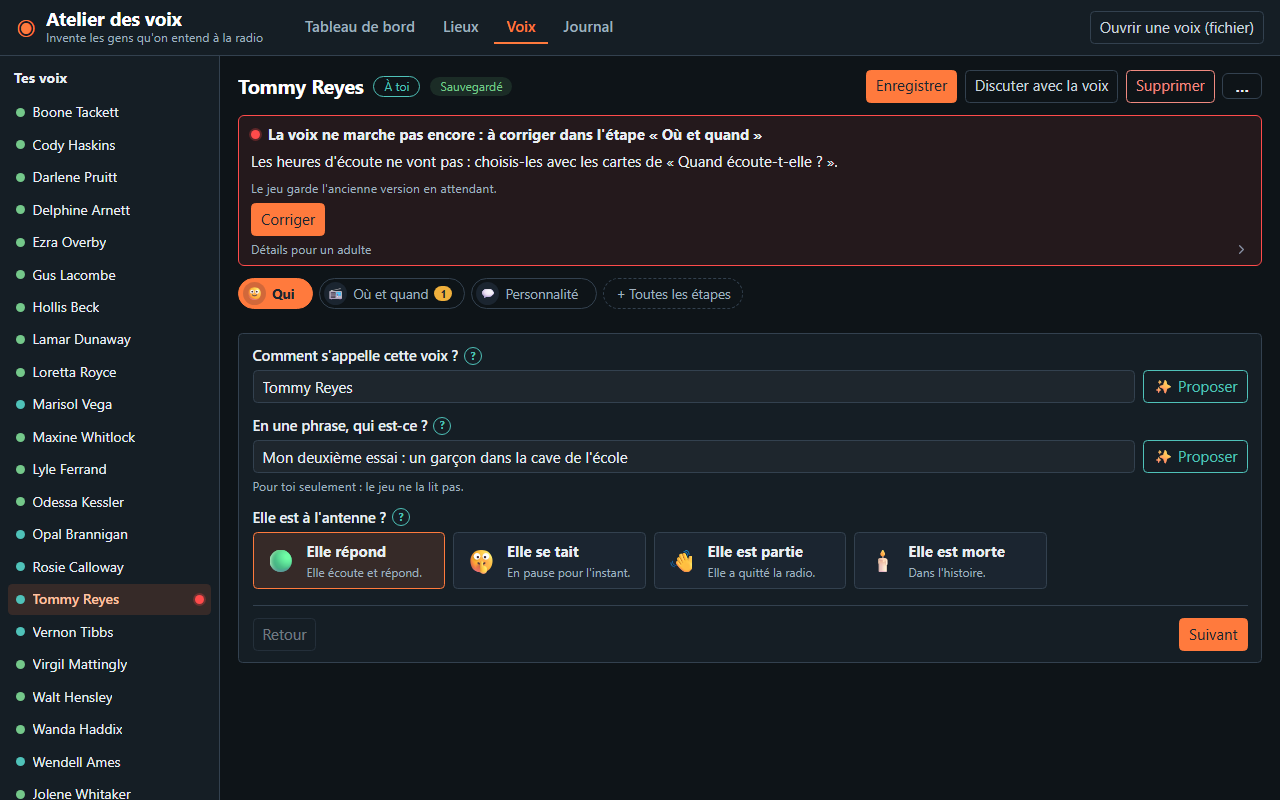 Atelier des voix
Invente les gens qu'on entend à la radio
Tableau de bord
Lieux
Voix
Journal
Ouvrir une voix (fichier)
Tes voix
Boone Tackett
Cody Haskins
Darlene Pruitt
Delphine Arnett
Ezra Overby
Gus Lacombe
Hollis Beck
Lamar Dunaway
Loretta Royce
Marisol Vega
Maxine Whitlock
Lyle Ferrand
Odessa Kessler
Opal Brannigan
Rosie Calloway
Tommy Reyes
Vernon Tibbs
Virgil Mattingly
Walt Hensley
Wanda Haddix
Wendell Ames
Jolene Whitaker
Tommy Reyes
À toi
Sauvegardé
Enregistrer
Discuter avec la voix
Supprimer
...
La voix ne marche pas encore : à corriger dans l'étape « Où et quand »
Les heures d'écoute ne vont pas : choisis-les avec les cartes de « Quand écoute-t-elle ? ».
Le jeu garde l'ancienne version en attendant.
Corriger
Détails pour un adulte
Qui
Où et quand 1
Personnalité
+ Toutes les étapes
Comment s'appelle cette voix ? ?
Tommy Reyes
Proposer
En une phrase, qui est-ce ? ?
Mon deuxième essai : un garçon dans la cave de l'école
Proposer
Pour toi seulement : le jeu ne la lit pas.
Elle est à l'antenne ? ?
Elle répond
Elle écoute et répond.
Elle se tait
En pause pour l'instant.
Elle est partie
Elle a quitté la radio.
Elle est morte
Dans l'histoire.
Retour
Suivant